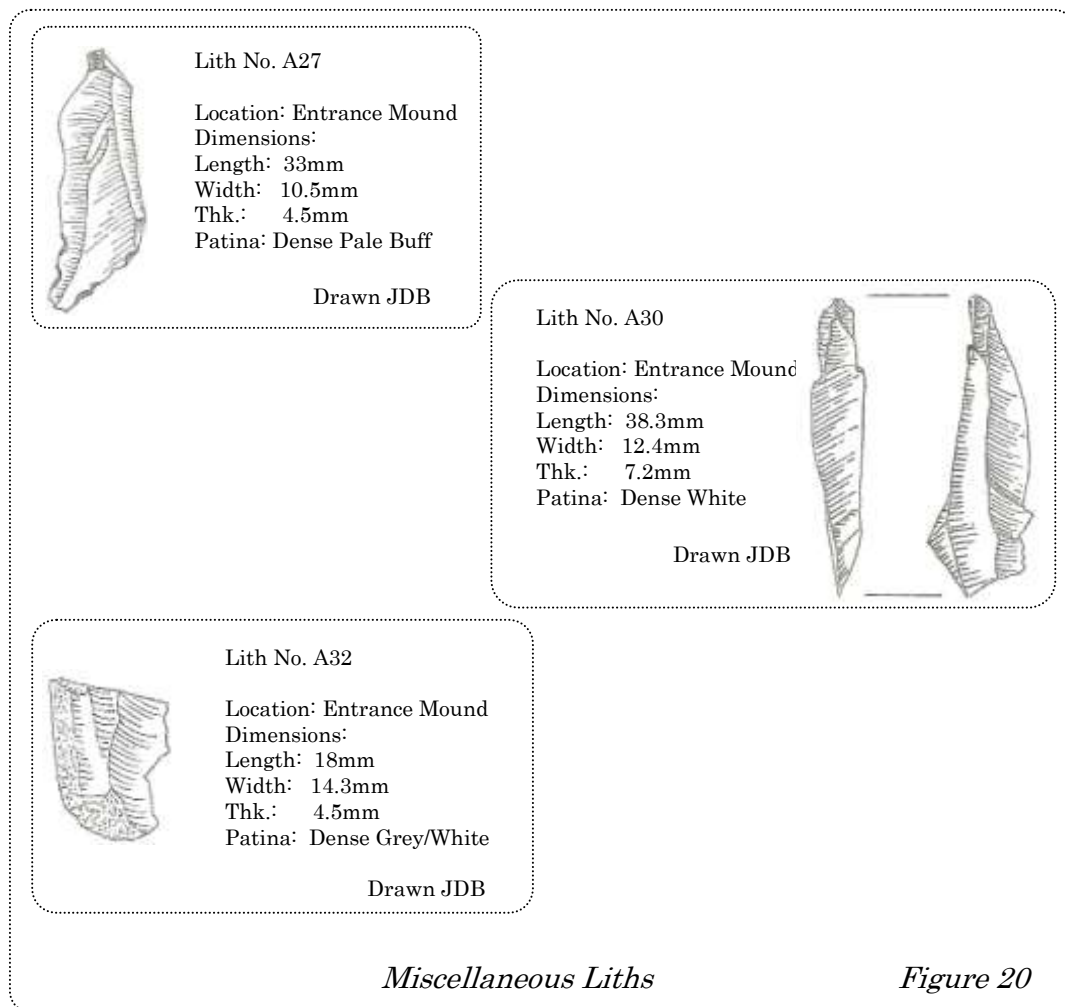 Lith No. A27
Location: Entrance Mound
Dimensions:
Length: 33mm
Width: 10.5mm
Thk.: 4.5mm
Patina: Dense Pale Buff
Drawn JDB
Lith No. A30
Location: Entrance Mound
Dimensions:
Length: 38.3mm
Width: 12.4mm
Thk.: 7.2mm
Patina: Dense White
Drawn JDB
Lith No. A32
Location: Entrance Mound
Dimensions:
Length: 18mm
Width: 14.3mm
Thk.: 4.5mm
Patina: Dense Grey/White
Drawn JDB
Miscellaneous Liths Figure 20